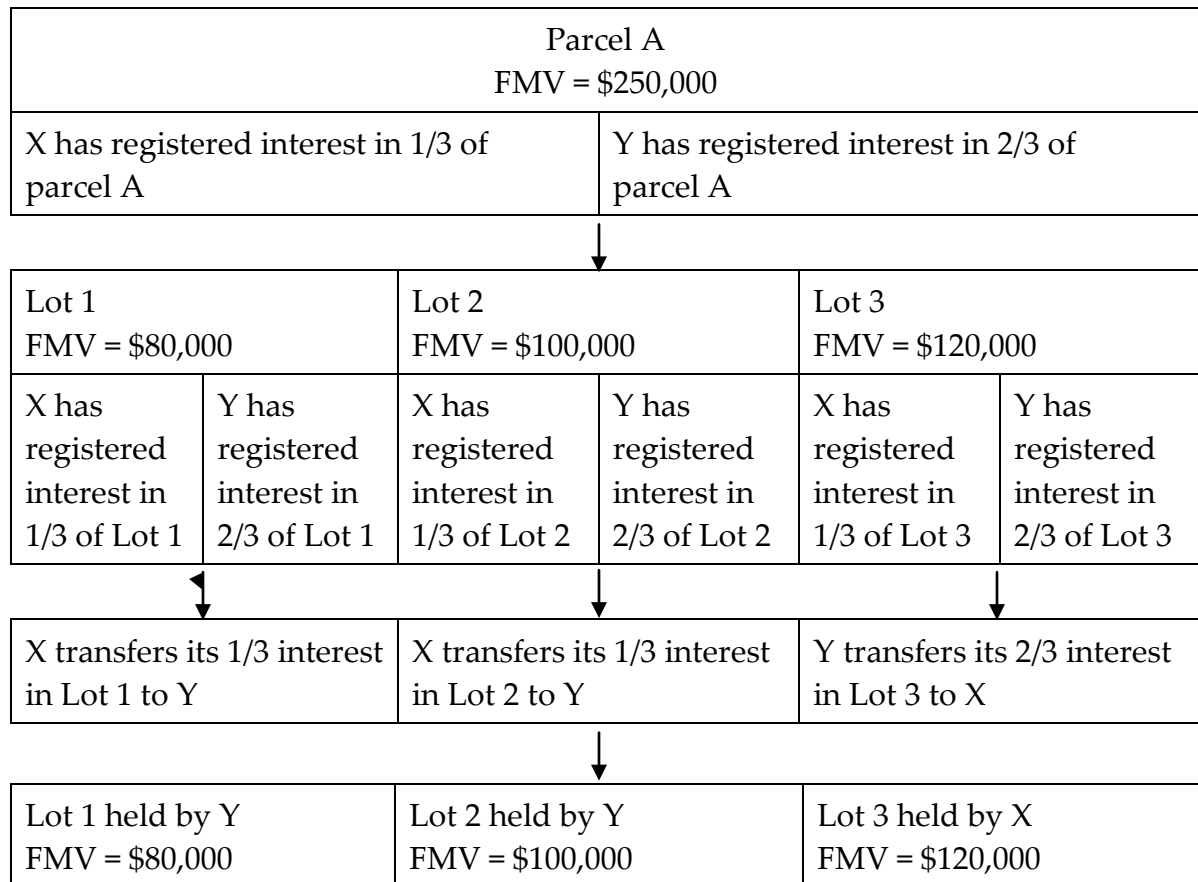 Parcel A
FMV = $250,000
X has registered interest in 1/3 of
parcel A
Y has registered interest in 2/3 of
parcel A
Lot 1
FMV = $80,000
Lot 2
FMV = $100,000
Lot 3
FMV = $120,000
X has
registered
interest in
1/3 of Lot 1
Y has
registered
interest in
2/3 of Lot 1
X has
registered
interest in
1/3 of Lot 2
Y has
registered
interest in
2/3 of Lot 2
X has
registered
interest in
1/3 of Lot 3
Y has
registered
interest in
2/3 of Lot 3
X transfers its 1/3 interest
in Lot 1 to Y
X transfers its 1/3 interest
in Lot 2 to Y
Y transfers its 2/3 interest
in Lot 3 to X
Lot 1 held by Y
FMV = $80,000
Lot 2 held by Y
FMV = $100,000
Lot 3 held by X
FMV = $120,000